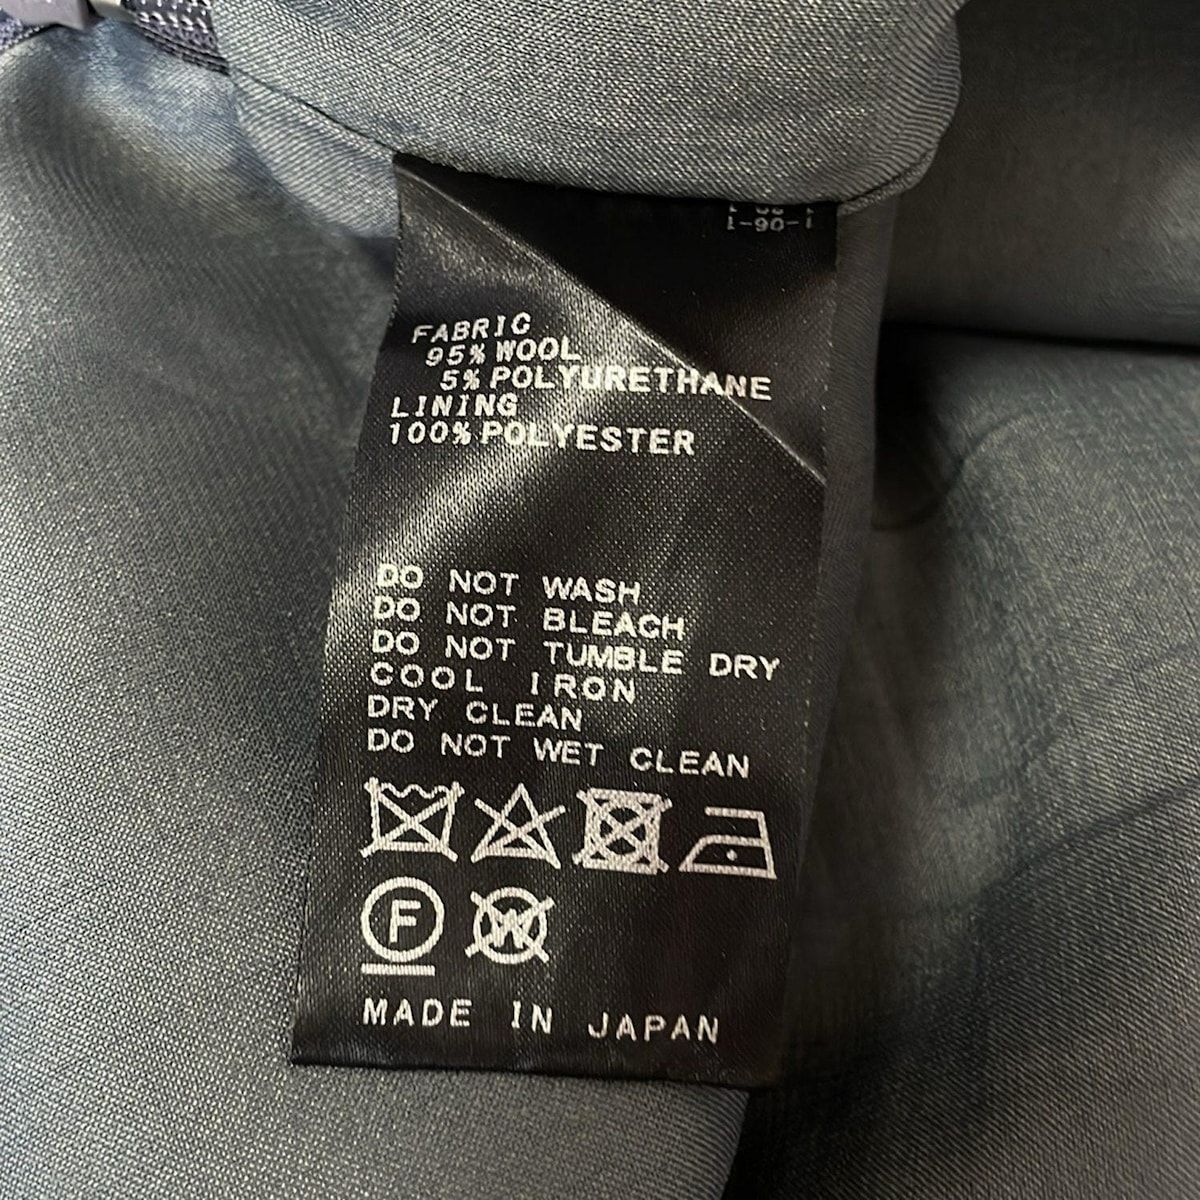 FABRIC
95% WOOL
5% POLYURETHANE
LINING
100% POLYESTER
DO NOT WASH
DO NOT BLEACH
DO NOT TUMBLE DRY
COOL IRON
DRY CLEAN
DO NOT WET CLEAN
F W
MADE IN JAPAN